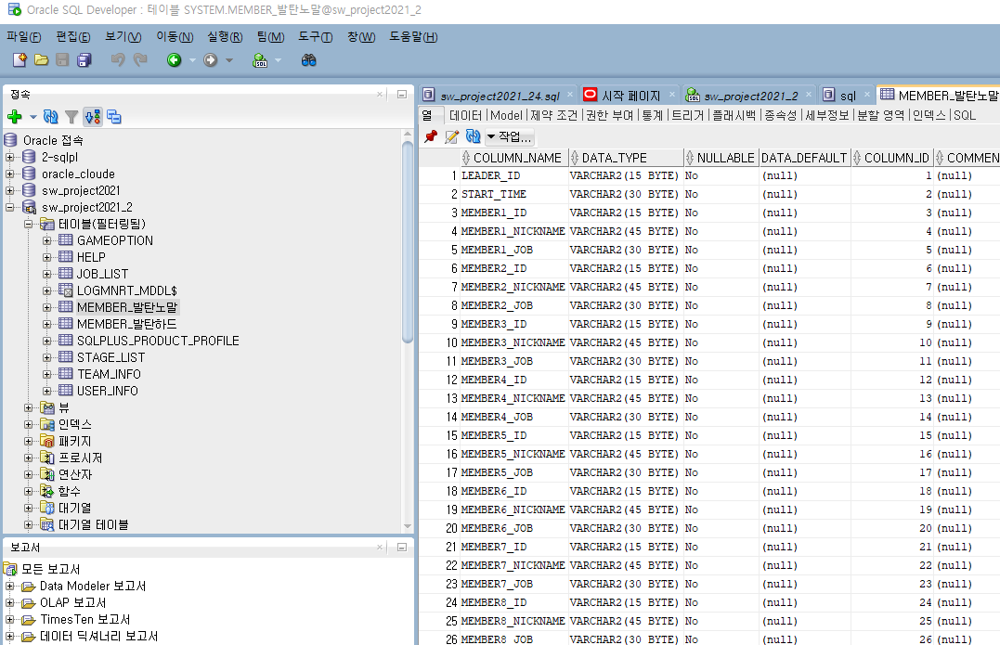 Oracle SQL Developer : 테이블 SYSTEM.MEMBER_발탄노말@sw_project2021_2
파일(F) 편집(E) 보기(V) 이동(N) 실행(R) 팀(M) 도구(T) 창(W) 도움말(H)
접속
Oracle 접속
2-sqlpl
oracle_cloude
sw_project2021
sw_project2021_2
테이블(필터링됨)
GAMEOPTION
HELP
JOB_LIST
LOGMNRT_MDDL$
MEMBER_발탄노말
MEMBER_발탄하드
SQLPLUS_PRODUCT_PROFILE
STAGE_LIST
TEAM_INFO
USER_INFO
뷰
인덱스
패키지
프로시저
연산자
함수
대기열
대기열 테이블
보고서
모든 보고서
Data Modeler 보고서
OLAP 보고서
TimesTen 보고서
데이터 딕셔너리 보고서
sw_project2021_24.sql 시작 페이지 sw_project2021_2 sql MEMBER_발탄노말
열 데이터 Model 제약 조건 권한 부여 통계 트리거 플래시백 종속성 세부정보 분할 영역 인덱스 SQL
작업...
COLUMN_NAME DATA_TYPE NULLABLE DATA_DEFAULT COLUMN_ID COMMEN
1 LEADER_ID VARCHAR2(15 BYTE) No (null) 1 (null)
2 START_TIME VARCHAR2(30 BYTE) No (null) 2 (null)
3 MEMBER1_ID VARCHAR2(15 BYTE) No (null) 3 (null)
4 MEMBER1_NICKNAME VARCHAR2(45 BYTE) No (null) 4 (null)
5 MEMBER1_JOB VARCHAR2(30 BYTE) No (null) 5 (null)
6 MEMBER2_ID VARCHAR2(15 BYTE) No (null) 6 (null)
7 MEMBER2_NICKNAME VARCHAR2(45 BYTE) No (null) 7 (null)
8 MEMBER2_JOB VARCHAR2(30 BYTE) No (null) 8 (null)
9 MEMBER3_ID VARCHAR2(15 BYTE) No (null) 9 (null)
10 MEMBER3_NICKNAME VARCHAR2(45 BYTE) No (null) 10 (null)
11 MEMBER3_JOB VARCHAR2(30 BYTE) No (null) 11 (null)
12 MEMBER4_ID VARCHAR2(15 BYTE) No (null) 12 (null)
13 MEMBER4_NICKNAME VARCHAR2(45 BYTE) No (null) 13 (null)
14 MEMBER4_JOB VARCHAR2(30 BYTE) No (null) 14 (null)
15 MEMBER5_ID VARCHAR2(15 BYTE) No (null) 15 (null)
16 MEMBER5_NICKNAME VARCHAR2(45 BYTE) No (null) 16 (null)
17 MEMBER5_JOB VARCHAR2(30 BYTE) No (null) 17 (null)
18 MEMBER6_ID VARCHAR2(15 BYTE) No (null) 18 (null)
19 MEMBER6_NICKNAME VARCHAR2(45 BYTE) No (null) 19 (null)
20 MEMBER6_JOB VARCHAR2(30 BYTE) No (null) 20 (null)
21 MEMBER7_ID VARCHAR2(15 BYTE) No (null) 21 (null)
22 MEMBER7_NICKNAME VARCHAR2(45 BYTE) No (null) 22 (null)
23 MEMBER7_JOB VARCHAR2(30 BYTE) No (null) 23 (null)
24 MEMBER8_ID VARCHAR2(15 BYTE) No (null) 24 (null)
25 MEMBER8_NICKNAME VARCHAR2(45 BYTE) No (null) 25 (null)
26 MEMBER8_JOB VARCHAR2(30 BYTE) No (null) 26 (null)